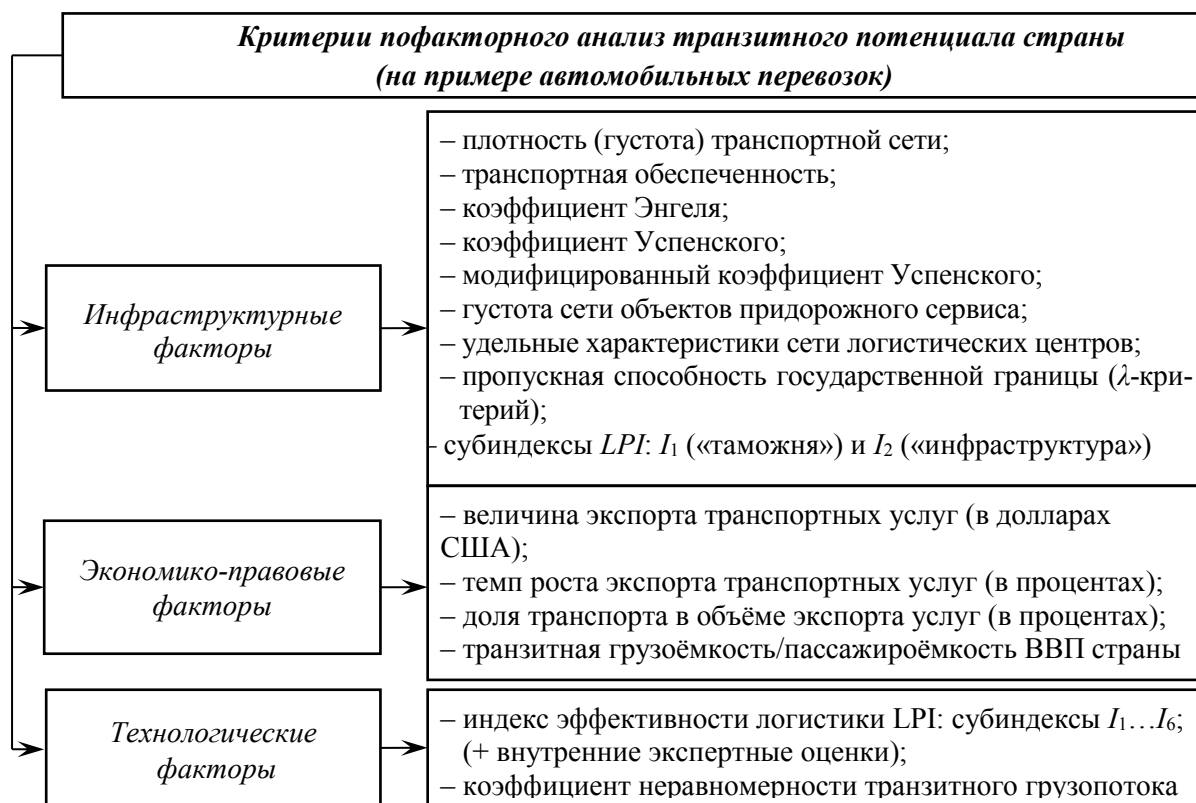 Критерии пофакторного анализ транзитного потенциала страны
(на примере автомобильных перевозок)
Инфраструктурные
факторы
– плотность (густота) транспортной сети;
– транспортная обеспеченность;
– коэффициент Энгеля;
– коэффициент Успенского;
– модифицированный коэффициент Успенского;
– густота сети объектов придорожного сервиса;
– удельные характеристики сети логистических центров;
– пропускная способность государственной границы (λ-кри-
терий);
- субиндексы LPI: I₁ («таможня») и I₂ («инфраструктура»)
Экономико-правовые
факторы
– величина экспорта транспортных услуг (в долларах
США);
– темп роста экспорта транспортных услуг (в процентах);
– доля транспорта в объёме экспорта услуг (в процентах);
– транзитная грузоёмкость/пассажироёмкость ВВП страны
Технологические
факторы
– индекс эффективности логистики LPI: субиндексы I₁…I₆;
(+ внутренние экспертные оценки);
– коэффициент неравномерности транзитного грузопотока